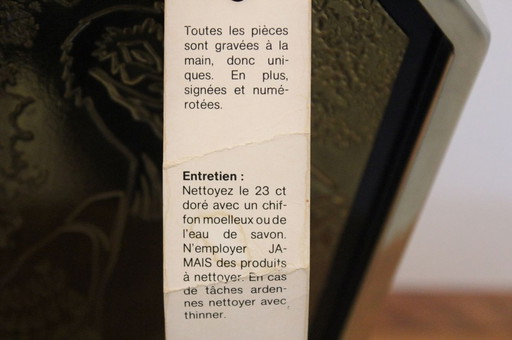 Toutes les pièces
sont gravées à la
main, donc uni-
ques. En plus,
signées et numé-
rotées.
Entretien :
Nettoyez le 23 ct
doré avec un chif-
fon moelleux ou de
l'eau de savon.
N'employer JA-
MAIS des produits
à nettoyer. En cas
de tâches arden-
nes nettoyer avec
thinner.